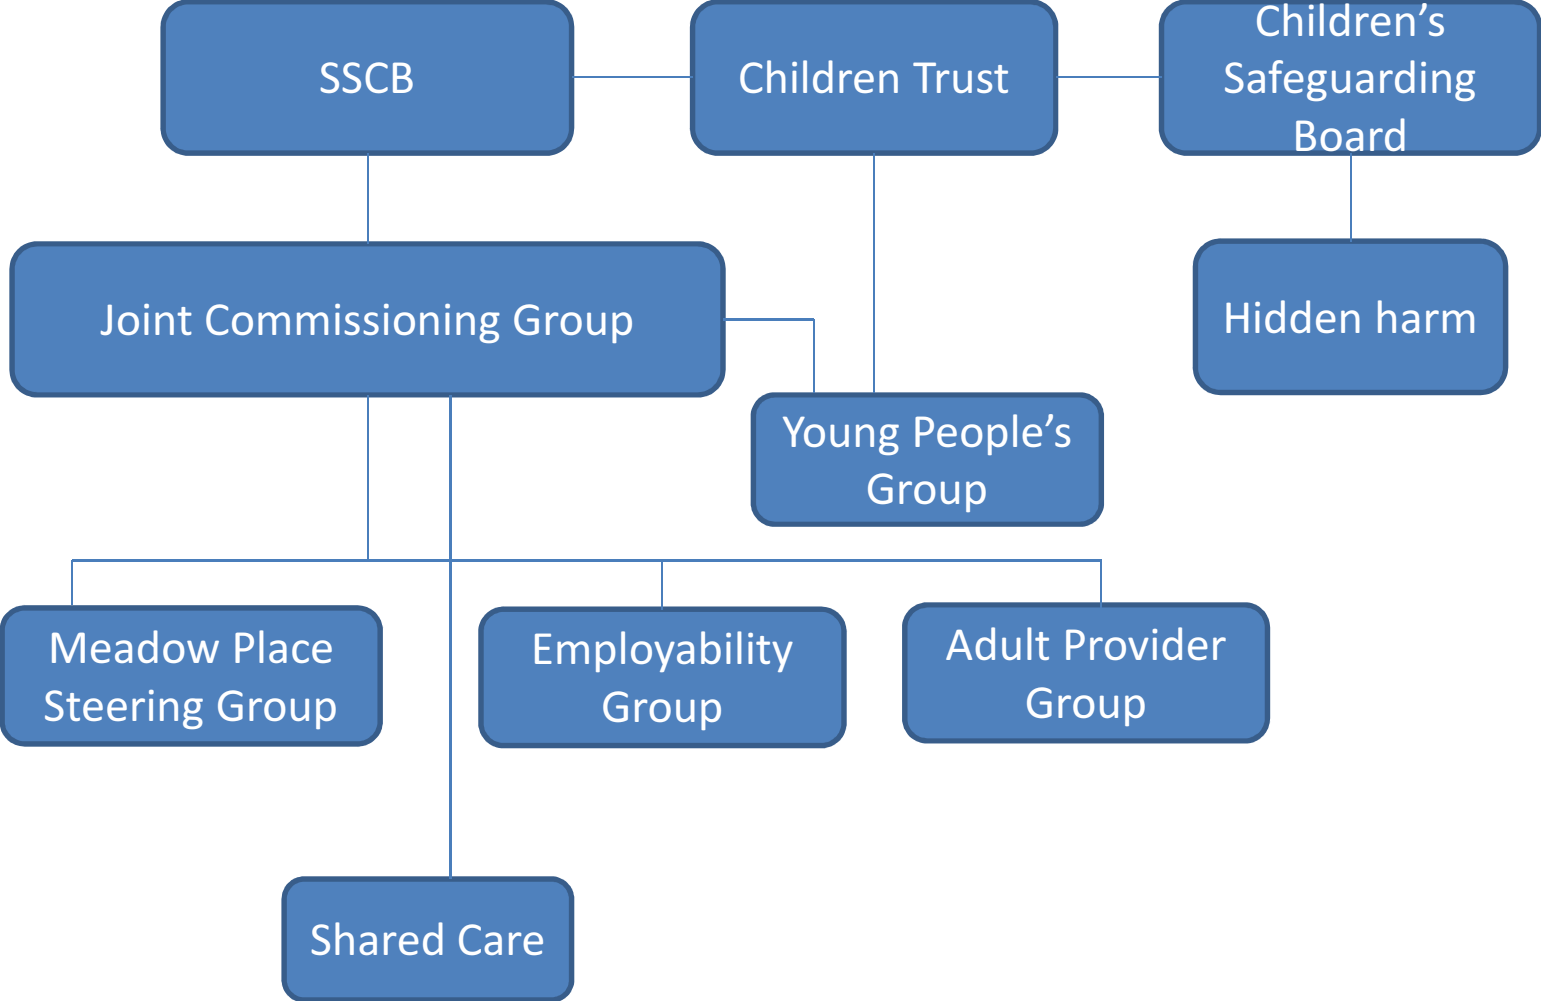 SSCB
Children Trust
Children’s
Safeguarding
Board
Joint Commissioning Group
Hidden harm
Young People’s
Group
Meadow Place
Steering Group
Employability
Group
Adult Provider
Group
Shared Care